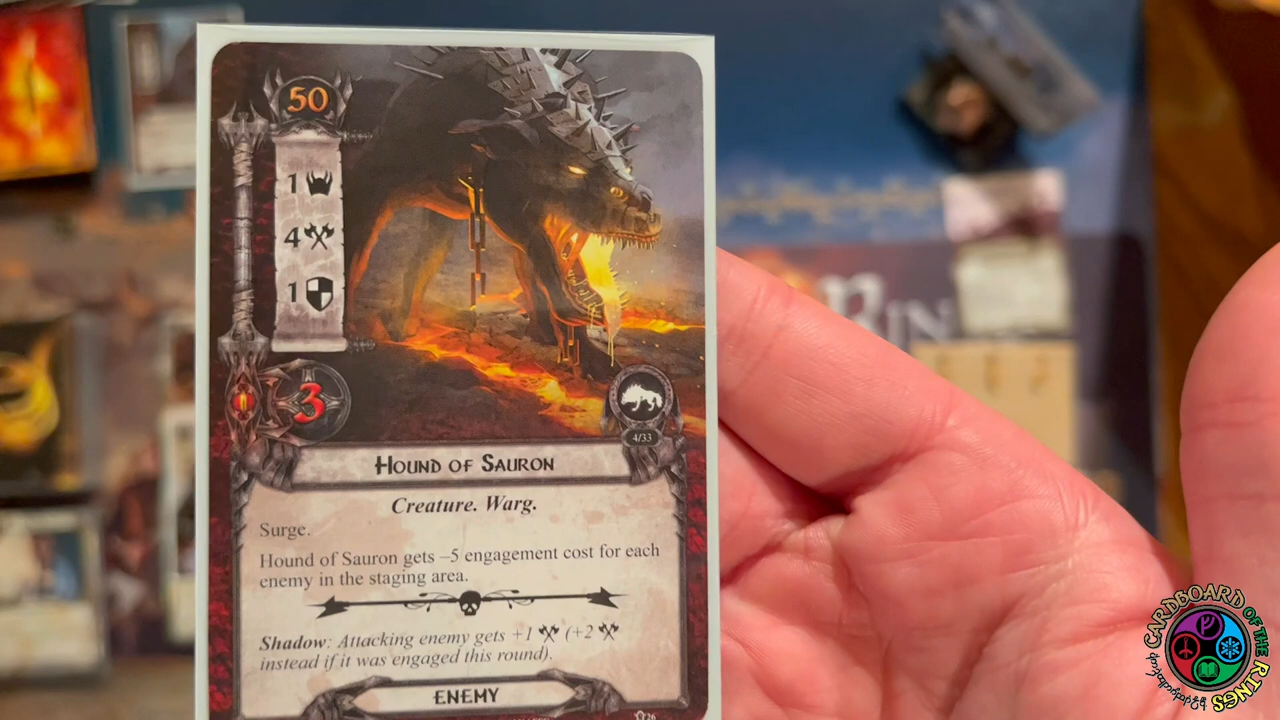 50
1
4
1
3
4/33
HOUND OF SAURON
Creature. Warg.
Surge.
Hound of Sauron gets –5 engagement cost for each
enemy in the staging area.
Shadow: Attacking enemy gets +1 (+2
instead if it was engaged this round).
ENEMY
26
RIN
CARDBOARD OF THE RINGS